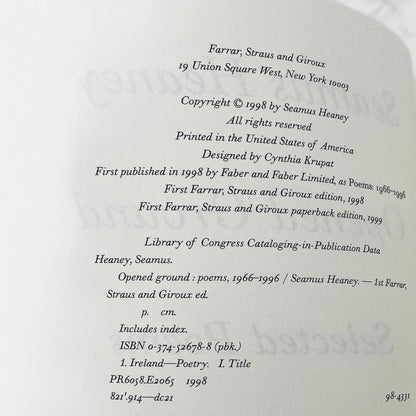 Farrar, Straus and Giroux
19 Union Square West, New York 10003
Copyright © 1998 by Seamus Heaney
All rights reserved
Printed in the United States of America
Designed by Cynthia Krupat
First published in 1998 by Faber and Faber Limited, as Poems: 1966-1996
First Farrar, Straus and Giroux edition, 1998
First Farrar, Straus and Giroux paperback edition, 1999
Library of Congress Cataloging-in-Publication Data
Heaney, Seamus.
Opened ground : poems, 1966–1996 / Seamus Heaney. — 1st Farrar,
Straus and Giroux ed.
p. cm.
Includes index.
ISBN 0-374-52678-8 (pbk.)
1. Ireland—Poetry. I. Title
PR6058.E2065 1998
821'.914—dc21 98-4331